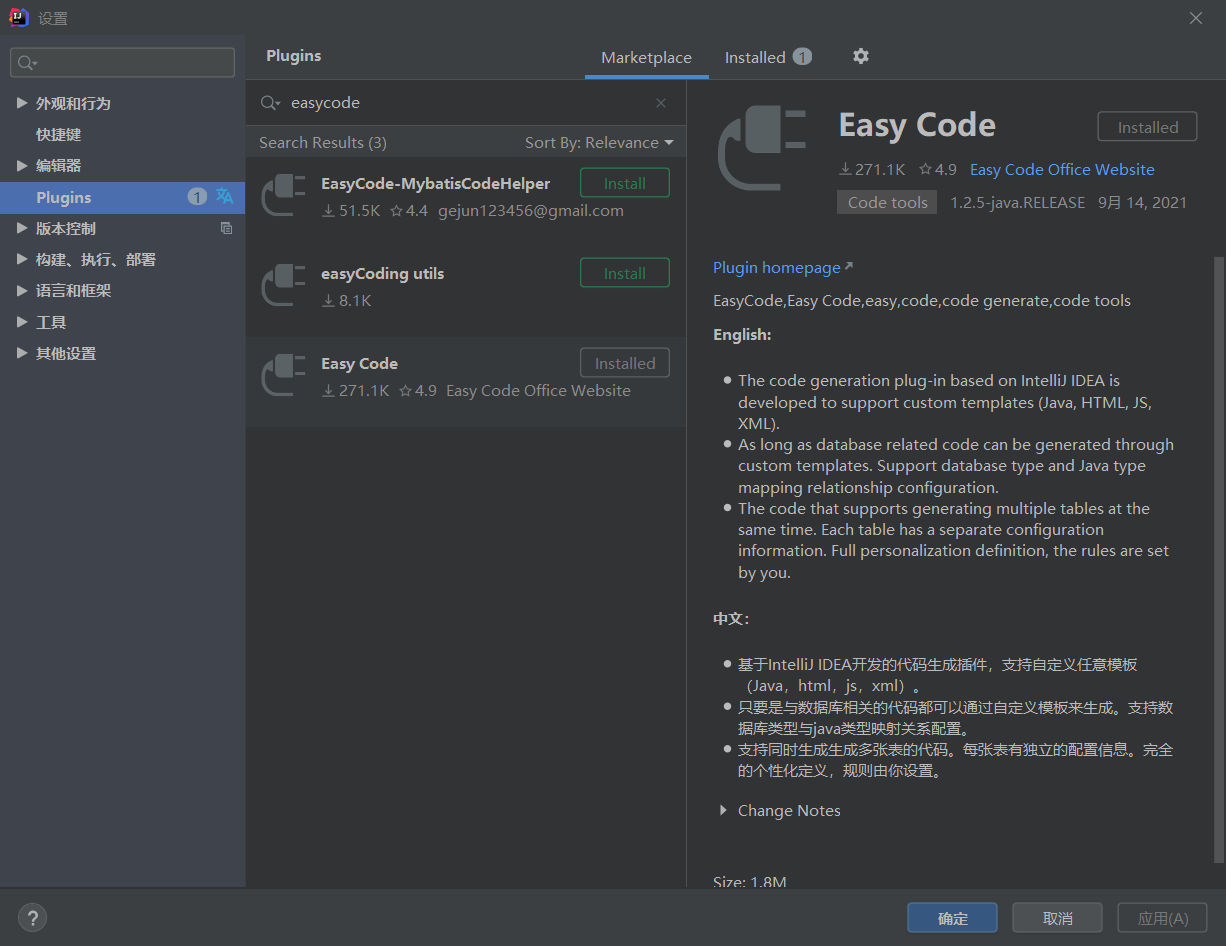 设置
外观和行为
快捷键
编辑器
Plugins 1
版本控制
构建、执行、部署
语言和框架
工具
其他设置
Plugins
Marketplace
Installed 1
easycode
Search Results (3)
Sort By: Relevance
EasyCode-MybatisCodeHelper
Install
51.5K 4.4 gejun123456@gmail.com
easyCoding utils
Install
8.1K
Easy Code
Installed
271.1K 4.9 Easy Code Office Website
Easy Code
Installed
271.1K 4.9 Easy Code Office Website
Code tools 1.2.5-java.RELEASE 9月 14, 2021
Plugin homepage
EasyCode,Easy Code,easy,code,code generate,code tools
English:
The code generation plug-in based on IntelliJ IDEA is
developed to support custom templates (Java, HTML, JS,
XML).
As long as database related code can be generated through
custom templates. Support database type and Java type
mapping relationship configuration.
The code that supports generating multiple tables at the
same time. Each table has a separate configuration
information. Full personalization definition, the rules are set
by you.
中文：
基于IntelliJ IDEA开发的代码生成插件，支持自定义任意模板
（Java，html，js，xml）。
只要是与数据库相关的代码都可以通过自定义模板来生成。支持数
据库类型与java类型映射关系配置。
支持同时生成生成多张表的代码。每张表有独立的配置信息。完全
的个性化定义，规则由你设置。
Change Notes
Size: 1.8M
?
确定
取消
应用(A)